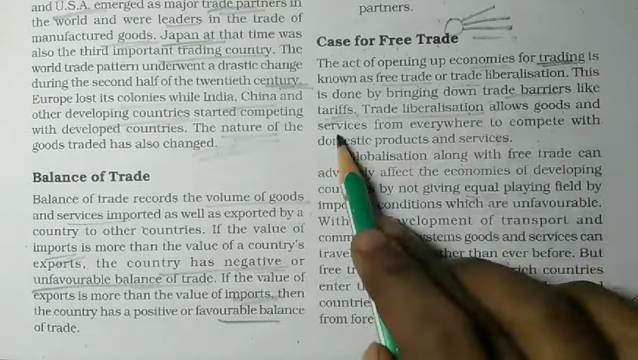 and U.S.A. emerged as major trade partners in
the world and were leaders in the trade of
manufactured goods. Japan at that time was
also the third important trading country. The
world trade pattern underwent a drastic change
during the second half of the twentieth century.
Europe lost its colonies while India, China and
other developing countries started competing
with developed countries. The nature of the
goods traded has also changed.
Balance of Trade
Balance of trade records the volume of goods
and services imported as well as exported by a
country to other countries. If the value of
imports is more than the value of a country's
exports, the country has negative or
unfavourable balance of trade. If the value of
exports is more than the value of imports, then
the country has a positive or favourable balance
of trade.
partners.
Case for Free Trade
The act of opening up economies for trading is
known as free trade or trade liberalisation. This
is done by bringing down trade barriers like
tariffs. Trade liberalisation allows goods and
services from everywhere to compete with
domestic products and services.
lobalisation along with free trade can
adv affect the economies of developing
cou by not giving equal playing field by
imp conditions which are unfavourable.
With elopment of transport and
comm stems goods and services can
travel ther than ever before. But
free tr rich countries
enter t
countrie
from fore